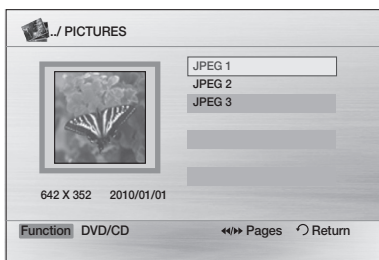 ../ PICTURES
JPEG 1
JPEG 2
JPEG 3
642 X 352 2010/01/01
Function DVD/CD Pages Return